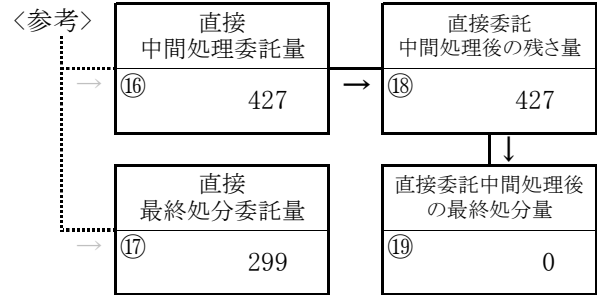 〈参考〉
直接
中間処理委託量
→
⑯
427
→
直接委託
中間処理後の残さ量
⑱
427
↓
直接
最終処分委託量
→
⑰
299
直接委託中間処理後
の最終処分量
⑲
0